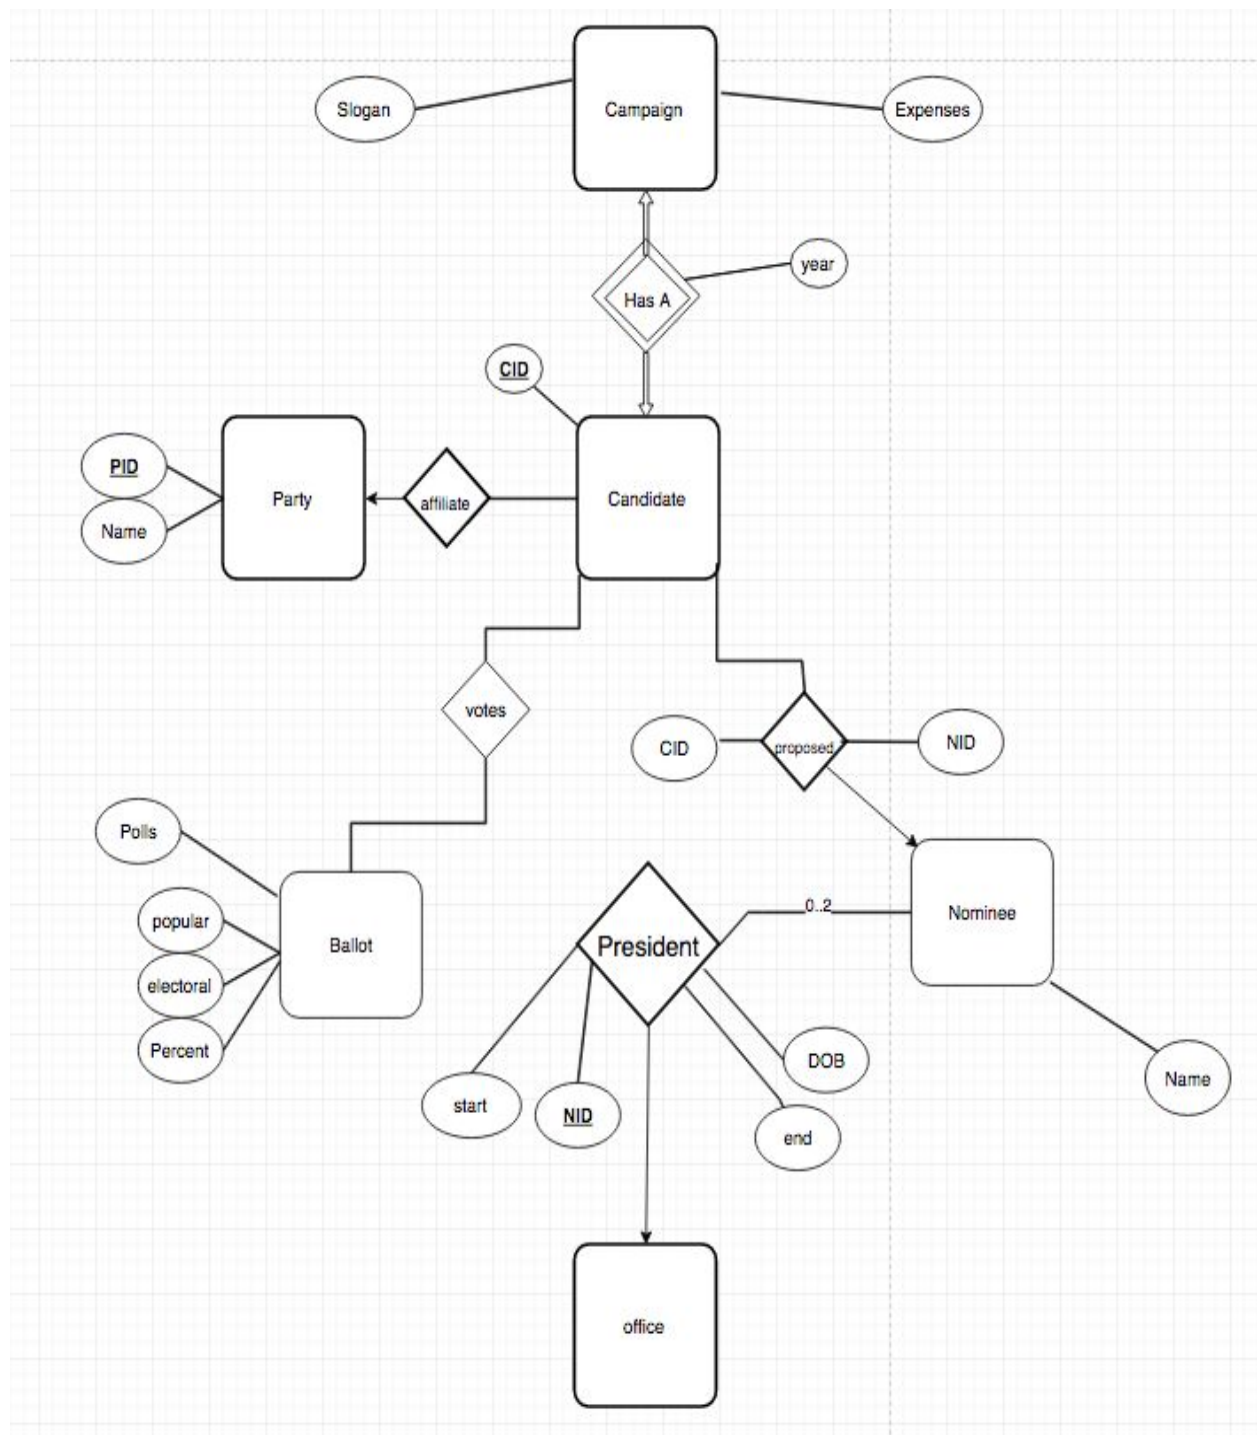 Campaign
Slogan
Expenses
year
Has A
CID
PID
Party
affiliate
Candidate
Name
votes
CID
proposed
NID
Polls
0..2
Nominee
popular
Ballot
President
electoral
Percent
DOB
Name
start
NID
end
office